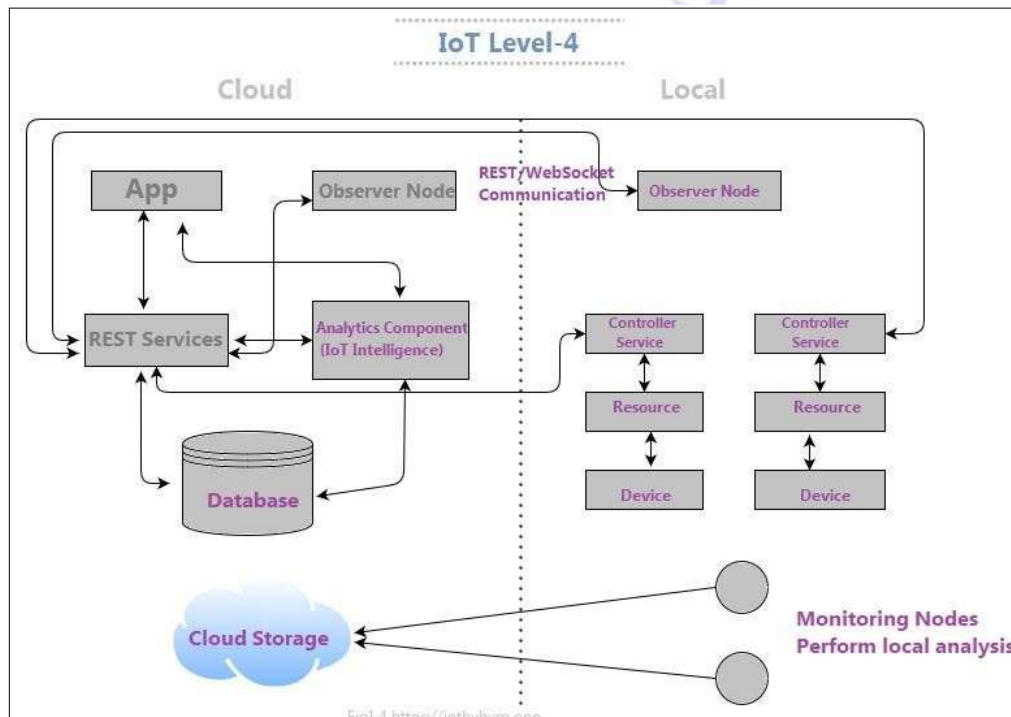 IoT Level-4
Cloud
Local
App
Observer Node
REST/WebSocket
Communication
Observer Node
REST Services
Analytics Component
(IoT Intelligence)
Controller
Service
Controller
Service
Resource
Resource
Database
Device
Device
Cloud Storage
Monitoring Nodes
Perform local analysis